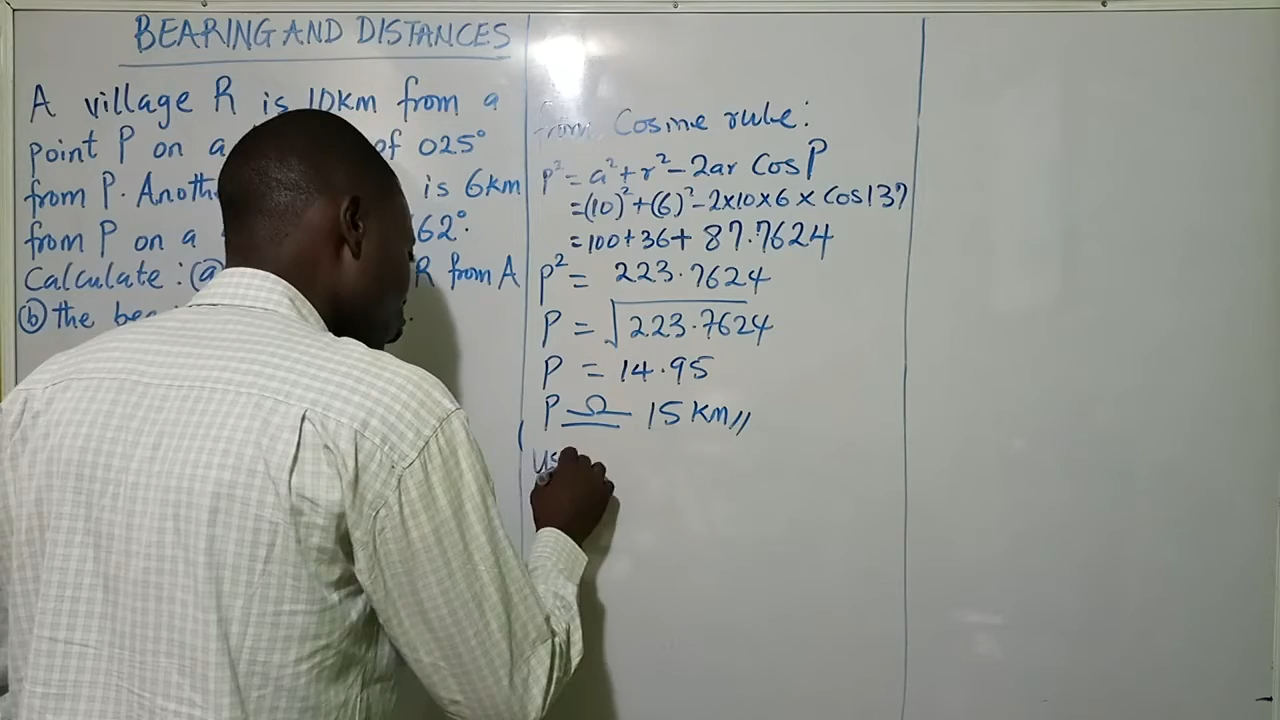 BEARING AND DISTANCES
A village R is 10km from a
point P on a of 025°
from P. Anoth is 6km
from P on a 62°.
Calculate: (a) R from A
(b) the bea
from Cosine rule:
p² = a² + r² - 2ar Cos P
= (10)² + (6)² - 2x10x6 x Cos137
= 100 + 36 + 87.7624
p² = 223.7624
P = √223.7624
P = 14.95
P ≏ 15 km//
Us